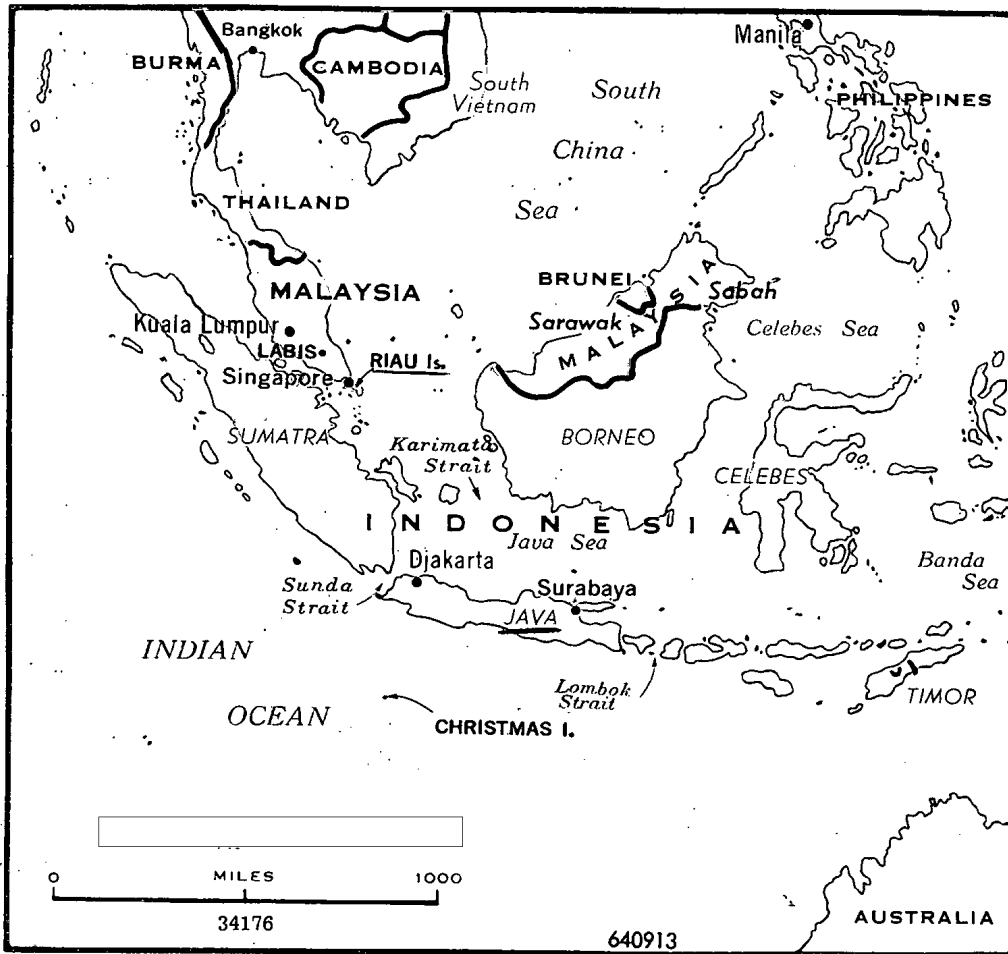 Bangkok
Manila
BURMA
CAMBODIA
South
Vietnam
South
China
Sea
PHILIPPINES
THAILAND
BRUNEI
MALAYSIA
MALAYSIA
Sabah
Sarawak
Celebes Sea
Kuala Lumpur
LABIS
RIAU Is.
Singapore
SUMATRA
Karimata
Strait
BORNEO
CELEBES
INDONESIA
Java Sea
Djakarta
Banda
Sea
Sunda
Strait
Surabaya
JAVA
INDIAN
OCEAN
Lombok
Strait
TIMOR
CHRISTMAS I.
0 MILES 1000
34176
AUSTRALIA
640913